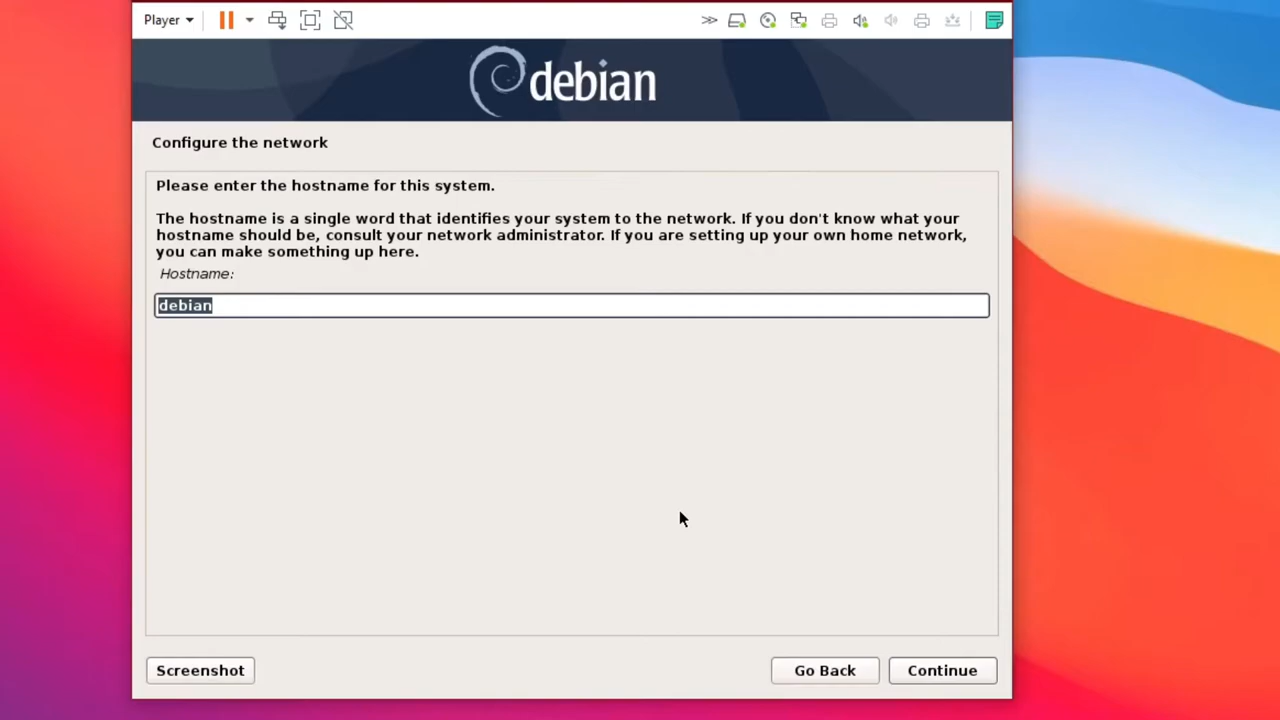 Player
debian
Configure the network
Please enter the hostname for this system.
The hostname is a single word that identifies your system to the network. If you don't know what your
hostname should be, consult your network administrator. If you are setting up your own home network,
you can make something up here.
Hostname:
debian
Screenshot
Go Back
Continue